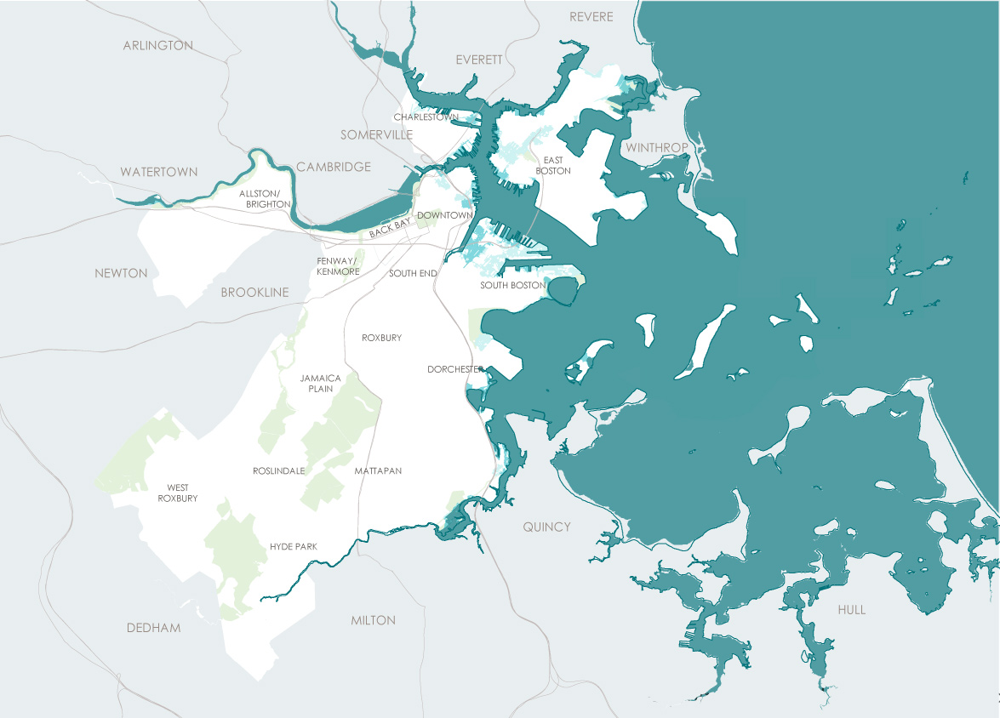 REVERE
ARLINGTON
EVERETT
CHARLESTOWN
SOMERVILLE
WINTHROP
EAST
BOSTON
CAMBRIDGE
WATERTOWN
ALLSTON/
BRIGHTON
DOWNTOWN
BACK BAY
FENWAY/
KENMORE
SOUTH END
NEWTON
SOUTH BOSTON
BROOKLINE
ROXBURY
DORCHESTER
JAMAICA
PLAIN
ROSLINDALE
MATTAPAN
WEST
ROXBURY
QUINCY
HYDE PARK
HULL
MILTON
DEDHAM